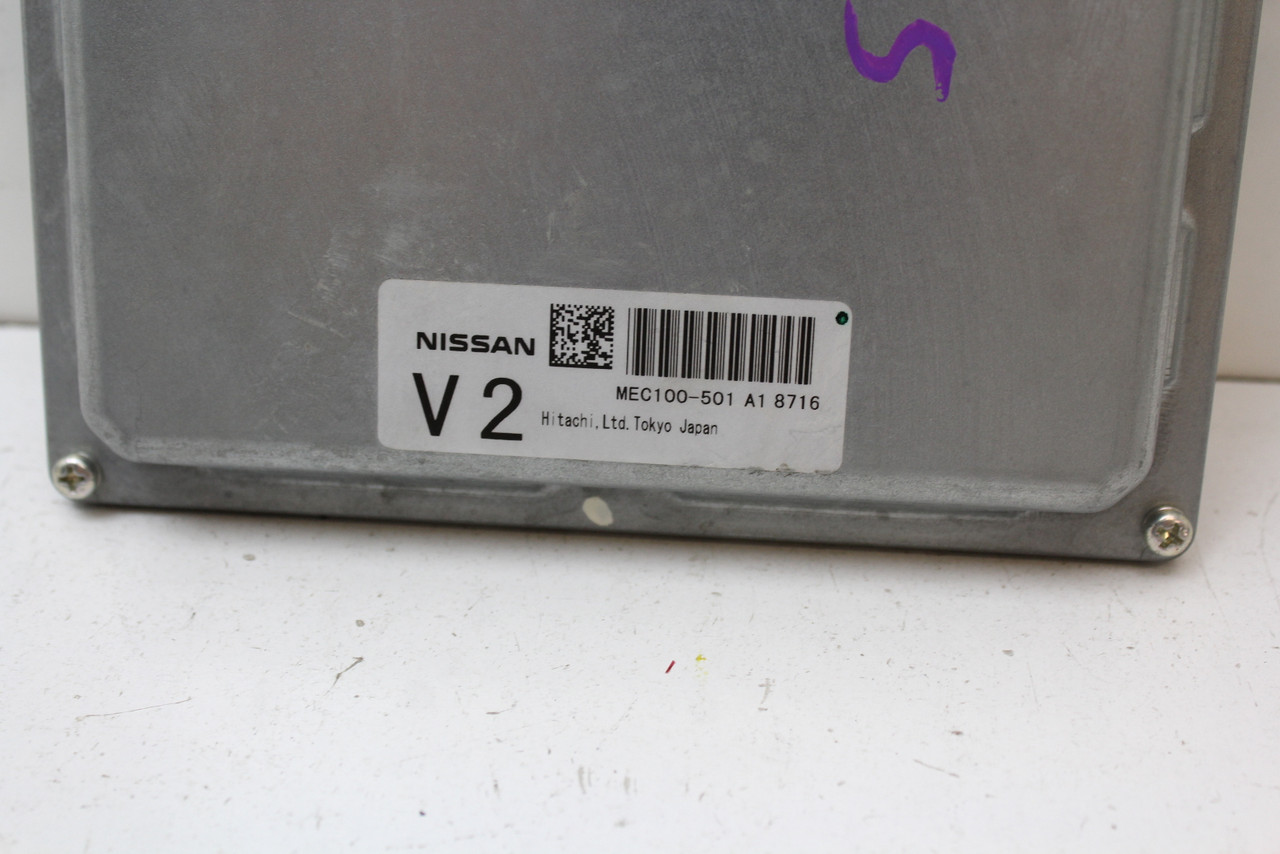 NISSAN
MEC100-501 A1 8716
V2 Hitachi,Ltd.Tokyo Japan